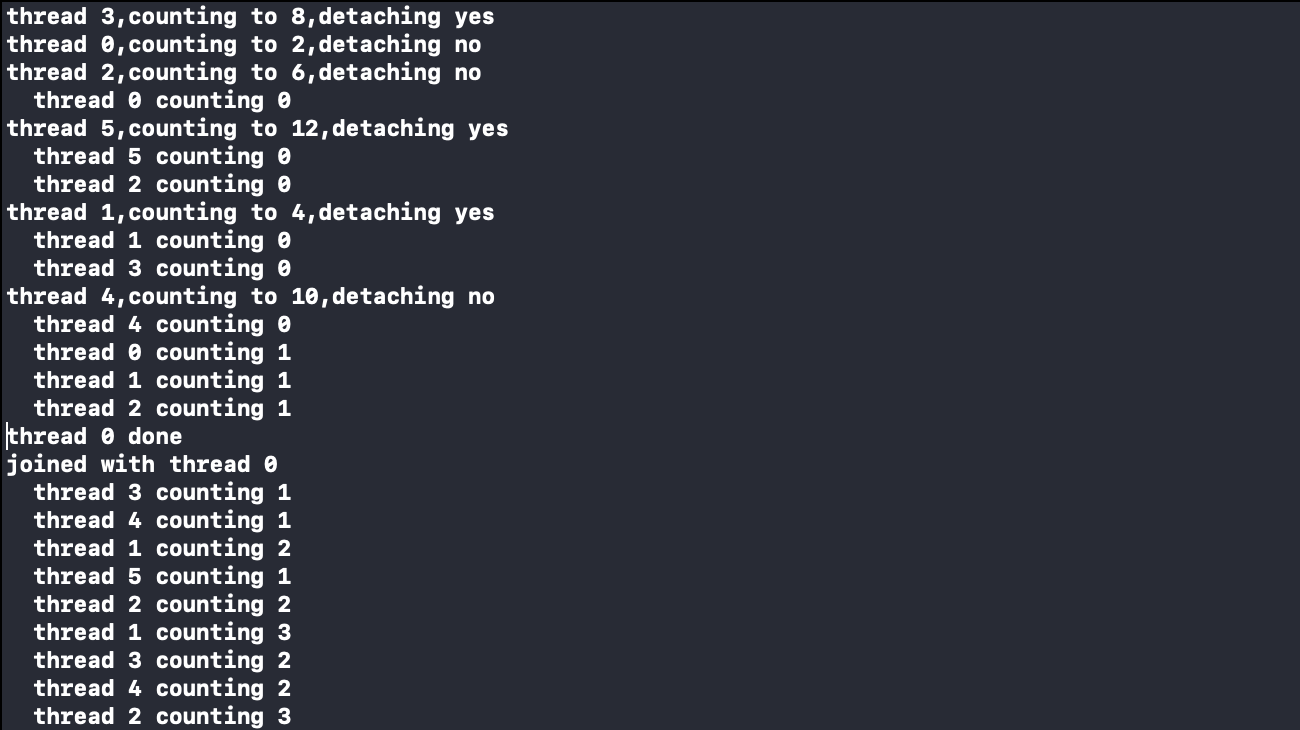 thread 3,counting to 8,detaching yes
thread 0,counting to 2,detaching no
thread 2,counting to 6,detaching no
  thread 0 counting 0
thread 5,counting to 12,detaching yes
  thread 5 counting 0
  thread 2 counting 0
thread 1,counting to 4,detaching yes
  thread 1 counting 0
  thread 3 counting 0
thread 4,counting to 10,detaching no
  thread 4 counting 0
  thread 0 counting 1
  thread 1 counting 1
  thread 2 counting 1
thread 0 done
joined with thread 0
  thread 3 counting 1
  thread 4 counting 1
  thread 1 counting 2
  thread 5 counting 1
  thread 2 counting 2
  thread 1 counting 3
  thread 3 counting 2
  thread 4 counting 2
  thread 2 counting 3